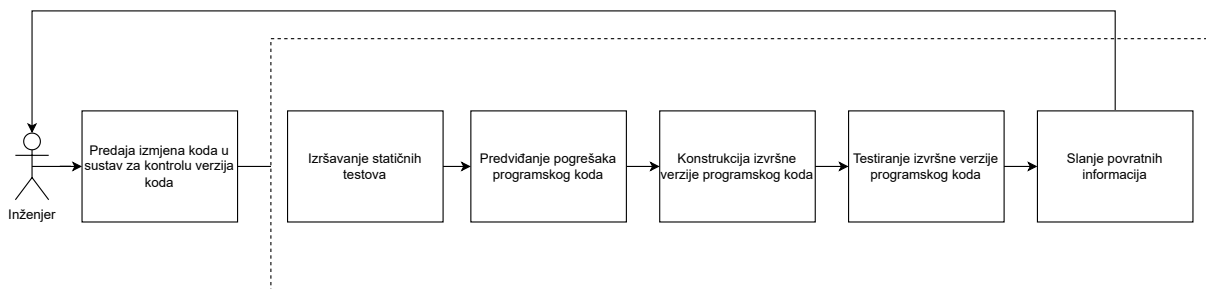 Predaja izmjena koda u
sustav za kontrolu verzija
koda
Izršavanje statičnih
testova
Predviđanje pogrešaka
programskog koda
Konstrukcija izvršne
verzije programskog koda
Testiranje izvršne verzije
programskog koda
Slanje povratnih
informacija
Inženjer